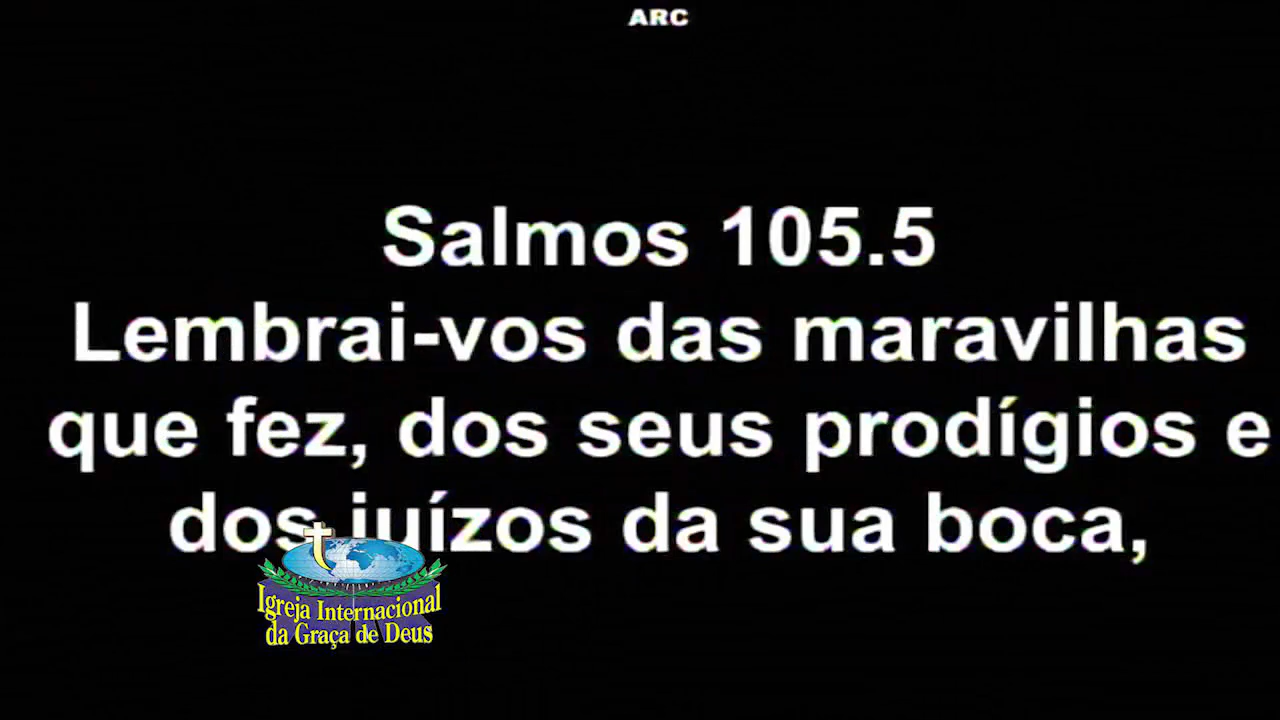 ARC
Salmos 105.5
Lembrai-vos das maravilhas
que fez, dos seus prodígios e
dos juízos da sua boca,
Igreja Internacional
da Graça de Deus